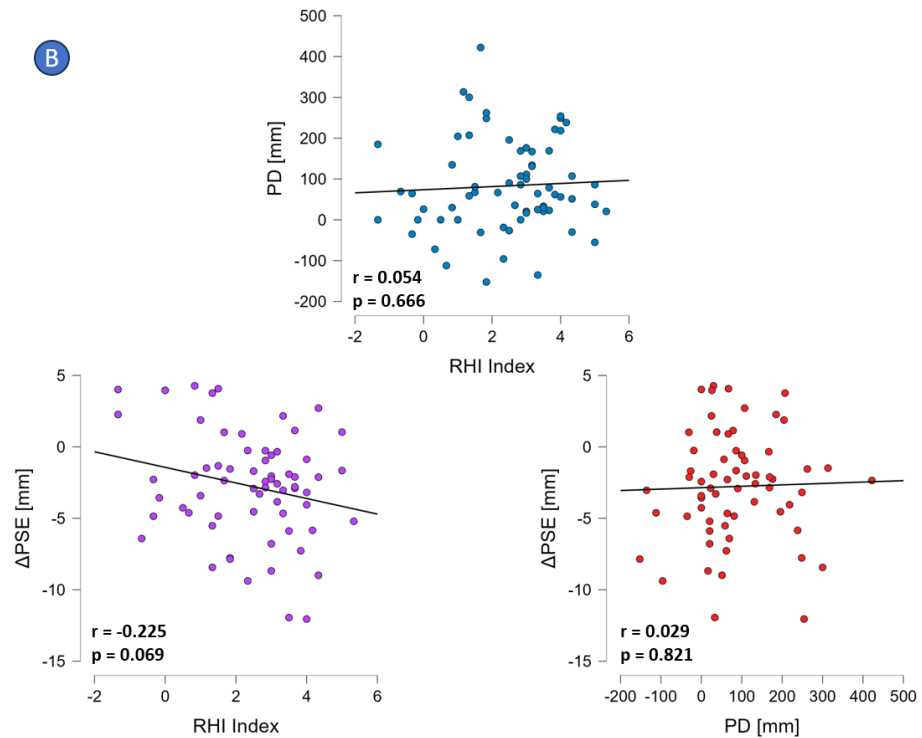 B
500
400
300
200
100
0
-100
-200
PD [mm]
r = 0.054
p = 0.666
-2 0 2 4 6
RHI Index
5
0
-5
-10
-15
ΔPSE [mm]
r = -0.225
p = 0.069
-2 0 2 4 6
RHI Index
5
0
-5
-10
-15
ΔPSE [mm]
r = 0.029
p = 0.821
-200 -100 0 100 200 300 400 500
PD [mm]